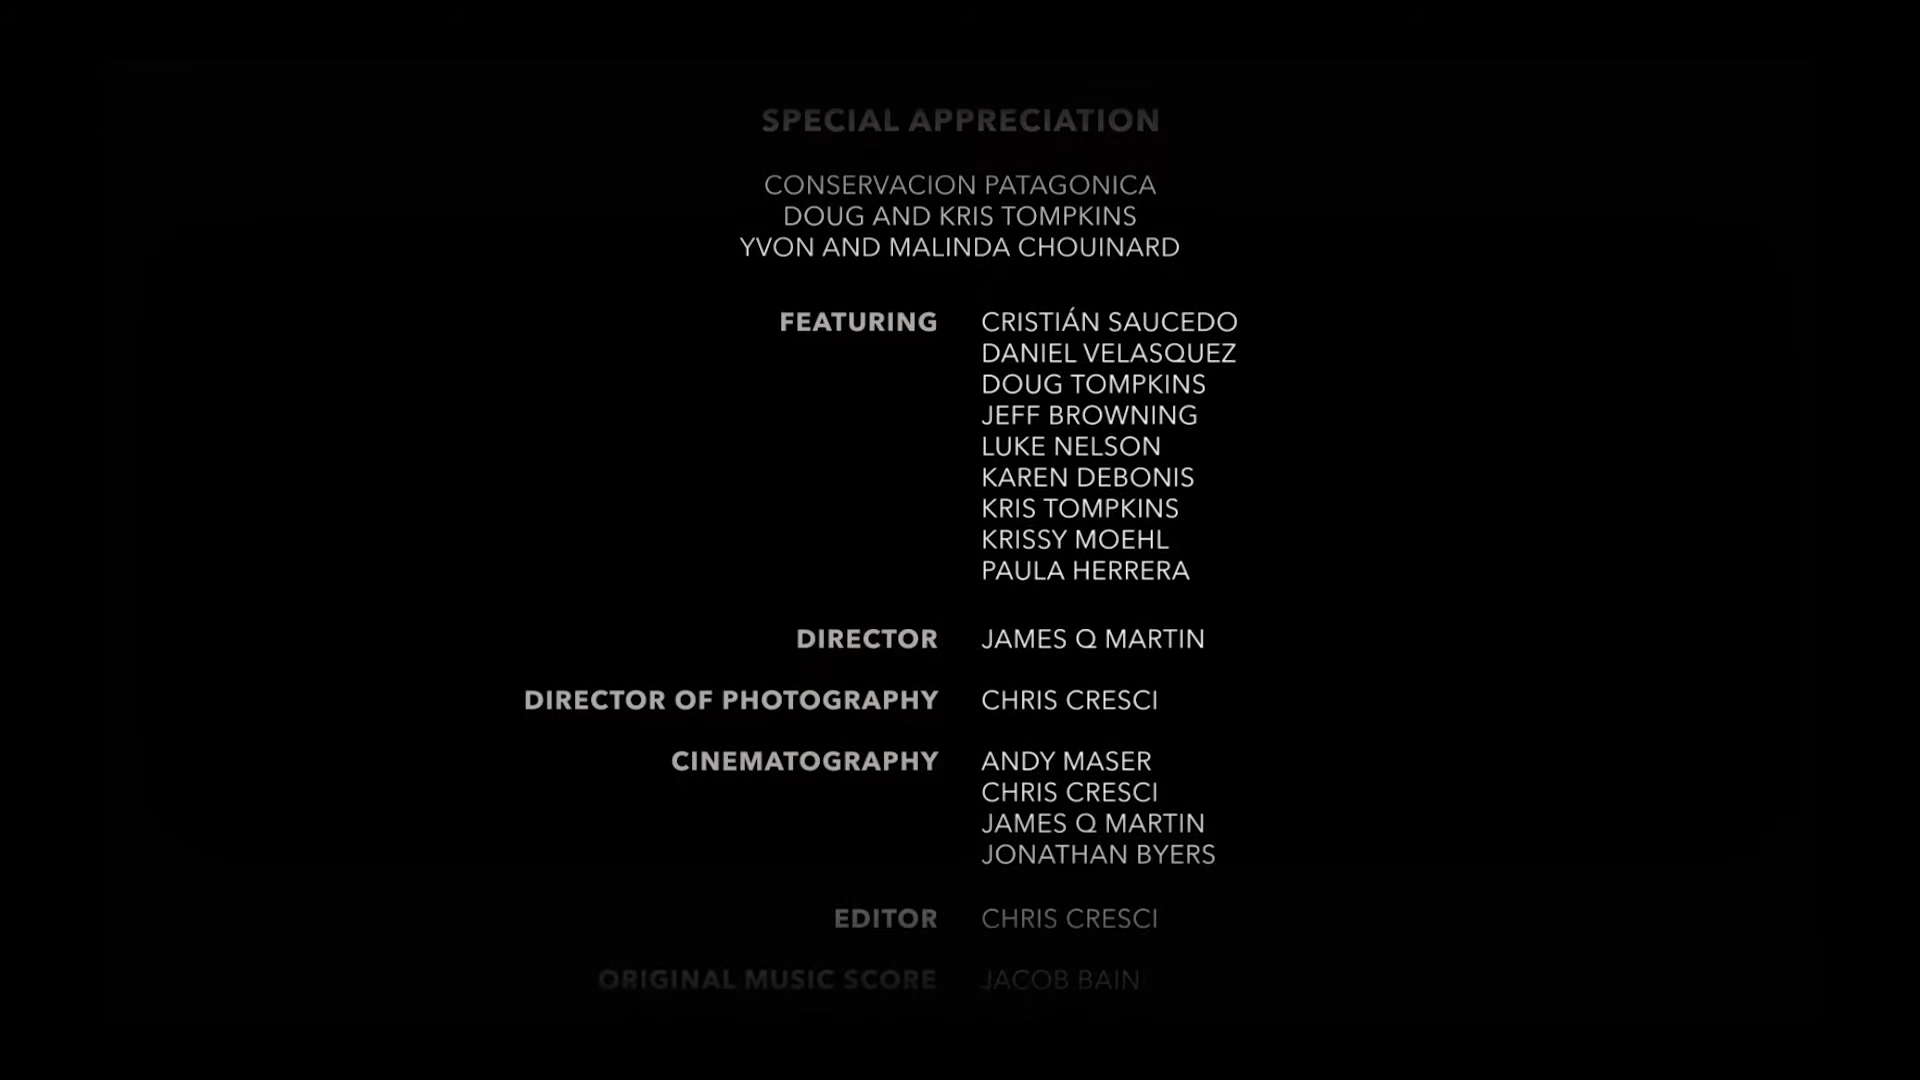 SPECIAL APPRECIATION
CONSERVACION PATAGONICA
DOUG AND KRIS TOMPKINS
YVON AND MALINDA CHOUINARD
FEATURING CRISTIÁN SAUCEDO
DANIEL VELASQUEZ
DOUG TOMPKINS
JEFF BROWNING
LUKE NELSON
KAREN DEBONIS
KRIS TOMPKINS
KRISSY MOEHL
PAULA HERRERA
DIRECTOR JAMES Q MARTIN
DIRECTOR OF PHOTOGRAPHY CHRIS CRESCI
CINEMATOGRAPHY ANDY MASER
CHRIS CRESCI
JAMES Q MARTIN
JONATHAN BYERS
EDITOR CHRIS CRESCI
ORIGINAL MUSIC SCORE JACOB BAIN